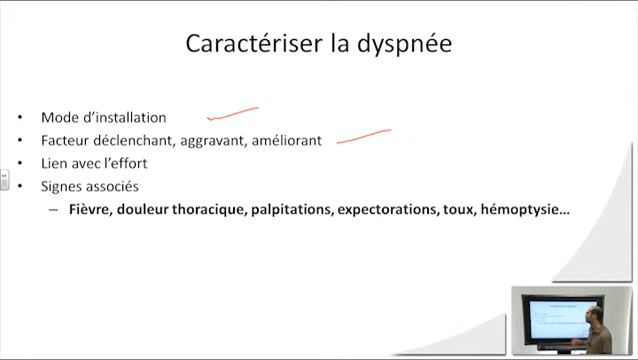 Caractériser la dyspnée
• Mode d'installation
• Facteur déclenchant, aggravant, améliorant
• Lien avec l'effort
• Signes associés
– Fièvre, douleur thoracique, palpitations, expectorations, toux, hémoptysie...